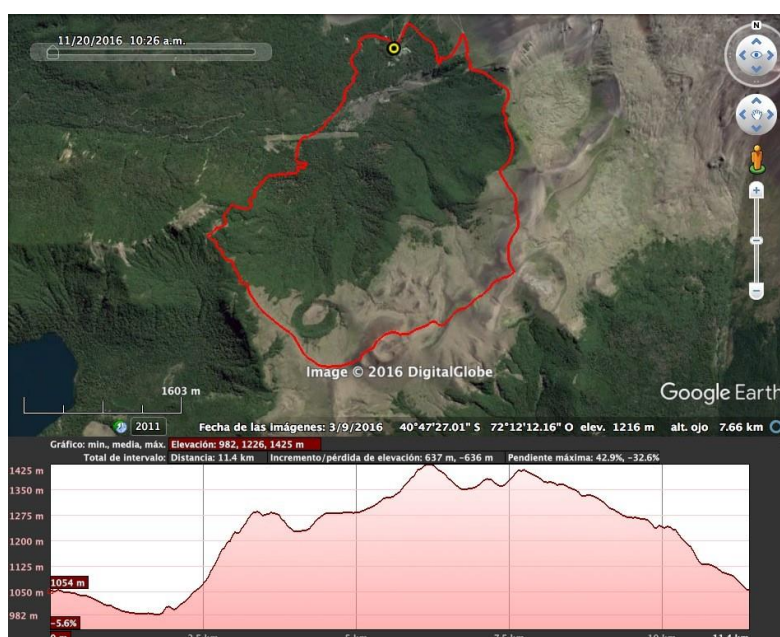 11/20/2016 10:26 a.m.
N
Image © 2016 DigitalGlobe
1603 m
Google Earth
2011
Fecha de las imágenes: 3/9/2016 40°47'27.01" S 72°12'12.16" O elev. 1216 m alt. ojo 7.66 km
Gráfico: min., media, máx. Elevación: 982, 1226, 1425 m
Total de intervalo: Distancia: 11.4 km Incremento/pérdida de elevación: 637 m, -636 m Pendiente máxima: 42.9%, -32.6%
1425 m
1350 m
1275 m
1200 m
1125 m
1054 m
1050 m
982 m
-5.6%